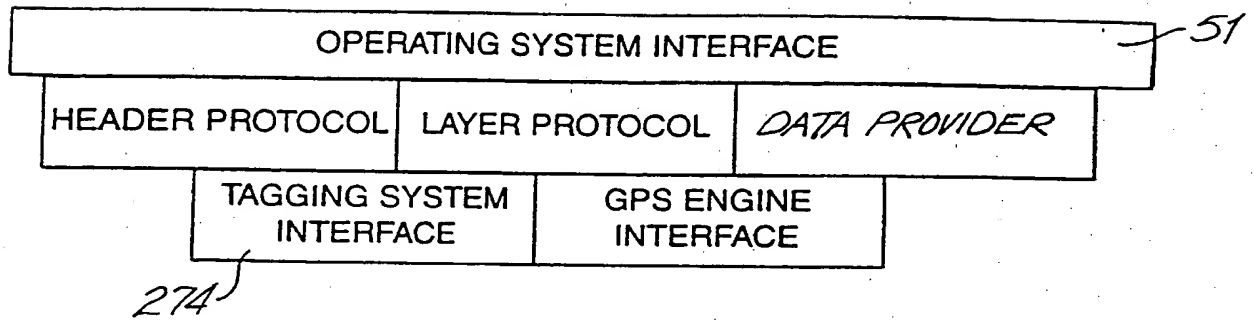 OPERATING SYSTEM INTERFACE
51
HEADER PROTOCOL
LAYER PROTOCOL
DATA PROVIDER
TAGGING SYSTEM
INTERFACE
GPS ENGINE
INTERFACE
274